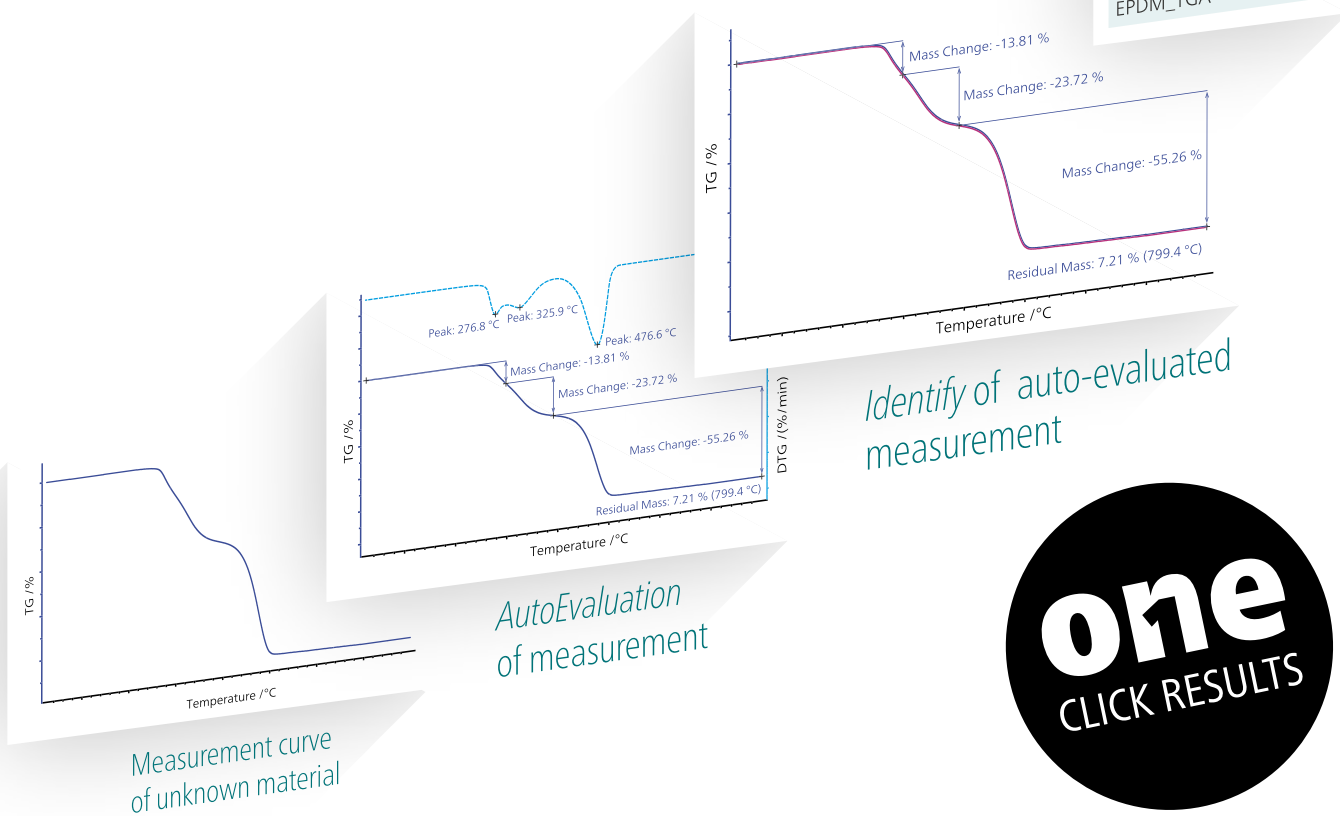 EPDM_TGA
Mass Change: -13.81 %
Mass Change: -23.72 %
Mass Change: -55.26 %
TG /%
Residual Mass: 7.21 % (799.4 °C)
Temperature /°C
Identify of auto-evaluated
measurement
Peak: 276.8 °C
Peak: 325.9 °C
Peak: 476.6 °C
Mass Change: -13.81 %
Mass Change: -23.72 %
Mass Change: -55.26 %
TG /%
DTG /(%/min)
Residual Mass: 7.21 % (799.4 °C)
Temperature /°C
AutoEvaluation
of measurement
TG /%
Temperature /°C
Measurement curve
of unknown material
one
CLICK RESULTS